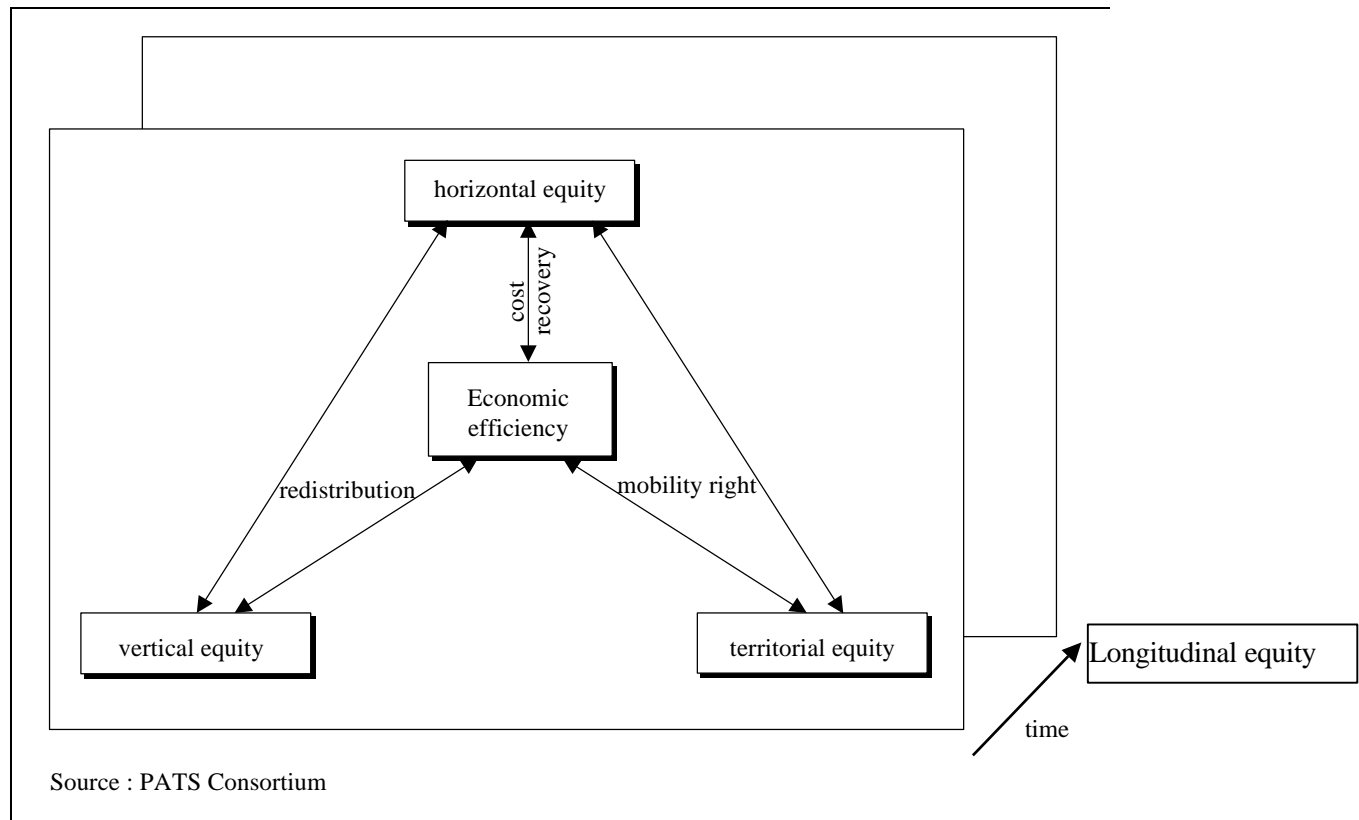 horizontal equity
cost
recovery
Economic
efficiency
redistribution
mobility right
vertical equity
territorial equity
Longitudinal equity
time
Source : PATS Consortium